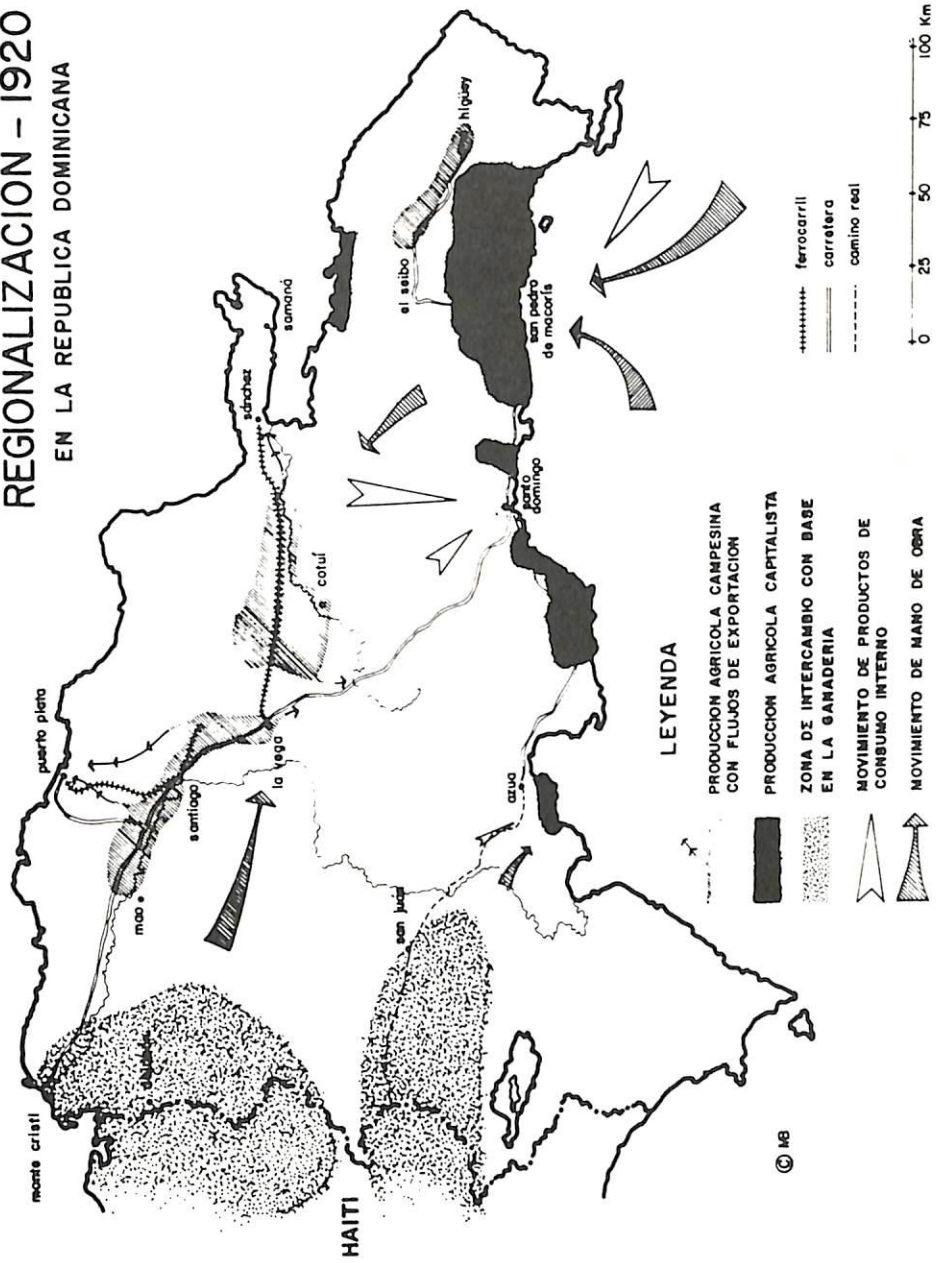 REGIONALIZACION - 1920
EN LA REPUBLICA DOMINICANA
monte cristi
puerto plata
mao
santiago
la vega
cotuí
sánchez
samaná
HAITI
san juan
azua
santo
domingo
san pedro
de macorís
el seibo
higüey
LEYENDA
PRODUCCION AGRICOLA CAMPESINA
CON FLUJOS DE EXPORTACION
PRODUCCION AGRICOLA CAPITALISTA
ZONA DE INTERCAMBIO CON BASE
EN LA GANADERIA
MOVIMIENTO DE PRODUCTOS DE
CONSUMO INTERNO
MOVIMIENTO DE MANO DE OBRA
ferrocarril
carretera
camino real
0 25 50 75 100 Km
© MB